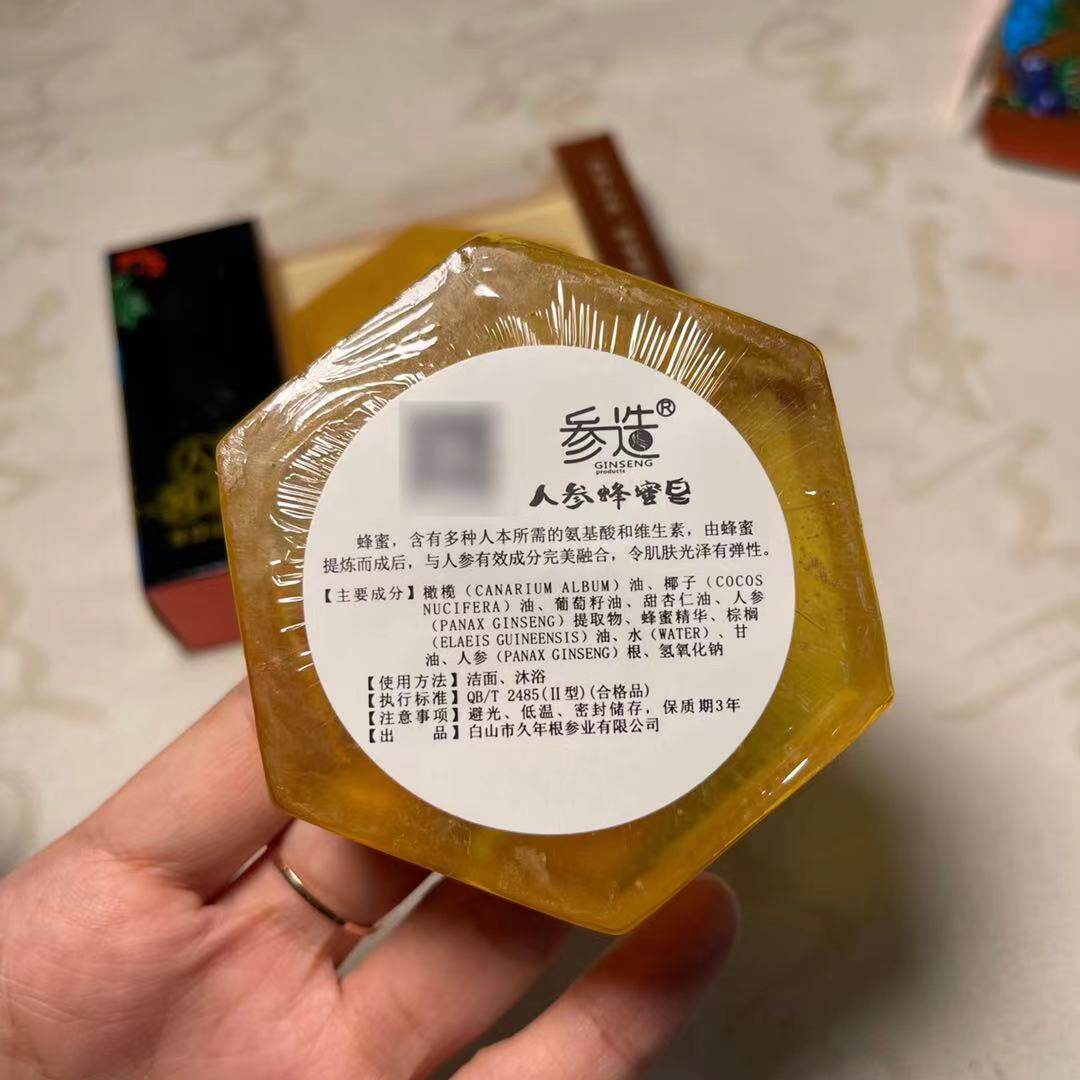 参造®
GINSENG
products
人参蜂蜜皂
蜂蜜，含有多种人本所需的氨基酸和维生素，由蜂蜜
提炼而成后，与人参有效成分完美融合，令肌肤光泽有弹性。
【主要成分】橄榄（CANARIUM ALBUM）油、椰子（COCOS
NUCIFERA）油、葡萄籽油、甜杏仁油、人参
（PANAX GINSENG）提取物、蜂蜜精华、棕榈
（ELAEIS GUINEENSIS）油、水（WATER）、甘
油、人参（PANAX GINSENG）根、氢氧化钠
【使用方法】洁面、沐浴
【执行标准】QB/T 2485(II型)(合格品)
【注意事项】避光、低温、密封储存，保质期3年
【出 品】白山市久年根参业有限公司